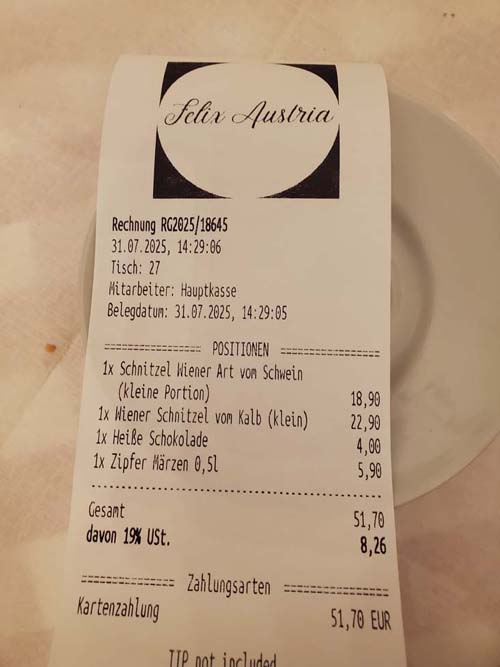 Felix Austria
Rechnung RG2025/18645
31.07.2025, 14:29:06
Tisch: 27
Mitarbeiter: Hauptkasse
Belegdatum: 31.07.2025, 14:29:05
==================== POSITIONEN ====================
1x Schnitzel Wiener Art vom Schwein
(kleine Portion) 18,90
1x Wiener Schnitzel vom Kalb (klein) 22,90
1x Heiße Schokolade 4,00
1x Zipfer Märzen 0,5l 5,90
Gesamt 51,70
davon 19% USt. 8,26
================== Zahlungsarten ==================
Kartenzahlung 51,70 EUR
TIP not included